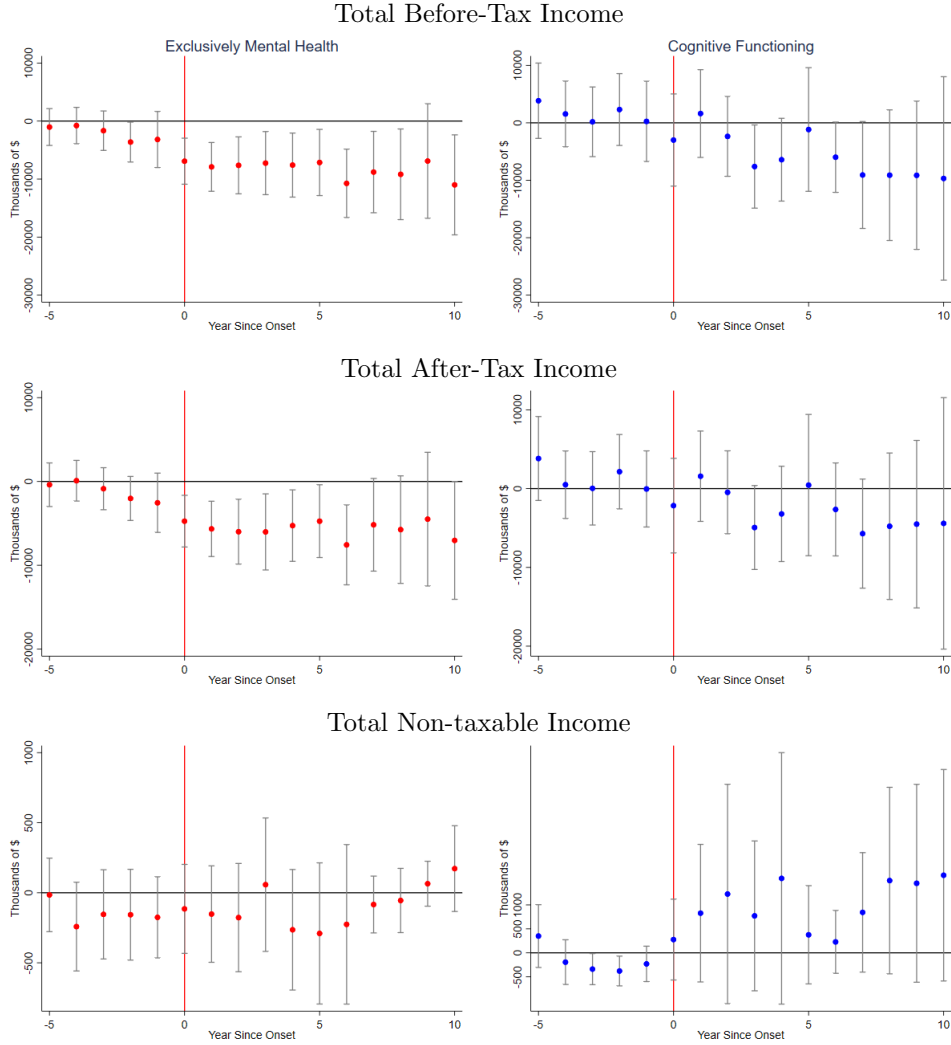 Total Before-Tax Income
Exclusively Mental Health
Thousands of $
10000
0
-10000
-20000
-30000
-5
0
5
10
Year Since Onset
Cognitive Functioning
Thousands of $
10000
0
-10000
-20000
-30000
-5
0
5
10
Year Since Onset
Total After-Tax Income
Thousands of $
10000
0
-10000
-20000
-5
0
5
10
Year Since Onset
Thousands of $
10000
0
-10000
-20000
-5
0
5
10
Year Since Onset
Total Non-taxable Income
Thousands of $
1000
500
0
-500
-5
0
5
10
Year Since Onset
Thousands of $
1000
500
0
-500
-5
0
5
10
Year Since Onset